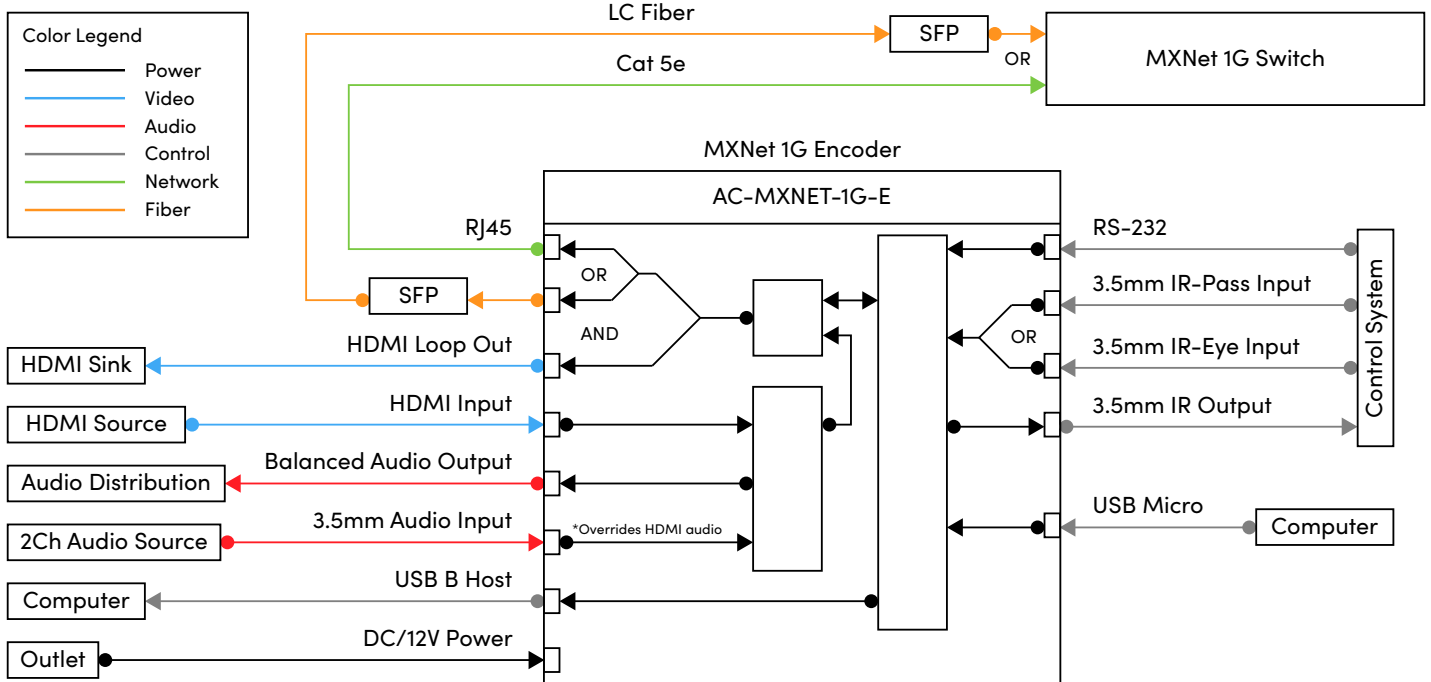 Color Legend
Power
Video
Audio
Control
Network
Fiber
LC Fiber
SFP
OR
Cat 5e
MXNet 1G Switch
MXNet 1G Encoder
AC-MXNET-1G-E
RJ45
OR
SFP
AND
HDMI Loop Out
HDMI Sink
HDMI Input
HDMI Source
Balanced Audio Output
Audio Distribution
3.5mm Audio Input
*Overrides HDMI audio
2Ch Audio Source
USB B Host
Computer
DC/12V Power
Outlet
RS-232
3.5mm IR-Pass Input
OR
3.5mm IR-Eye Input
3.5mm IR Output
Control System
USB Micro
Computer